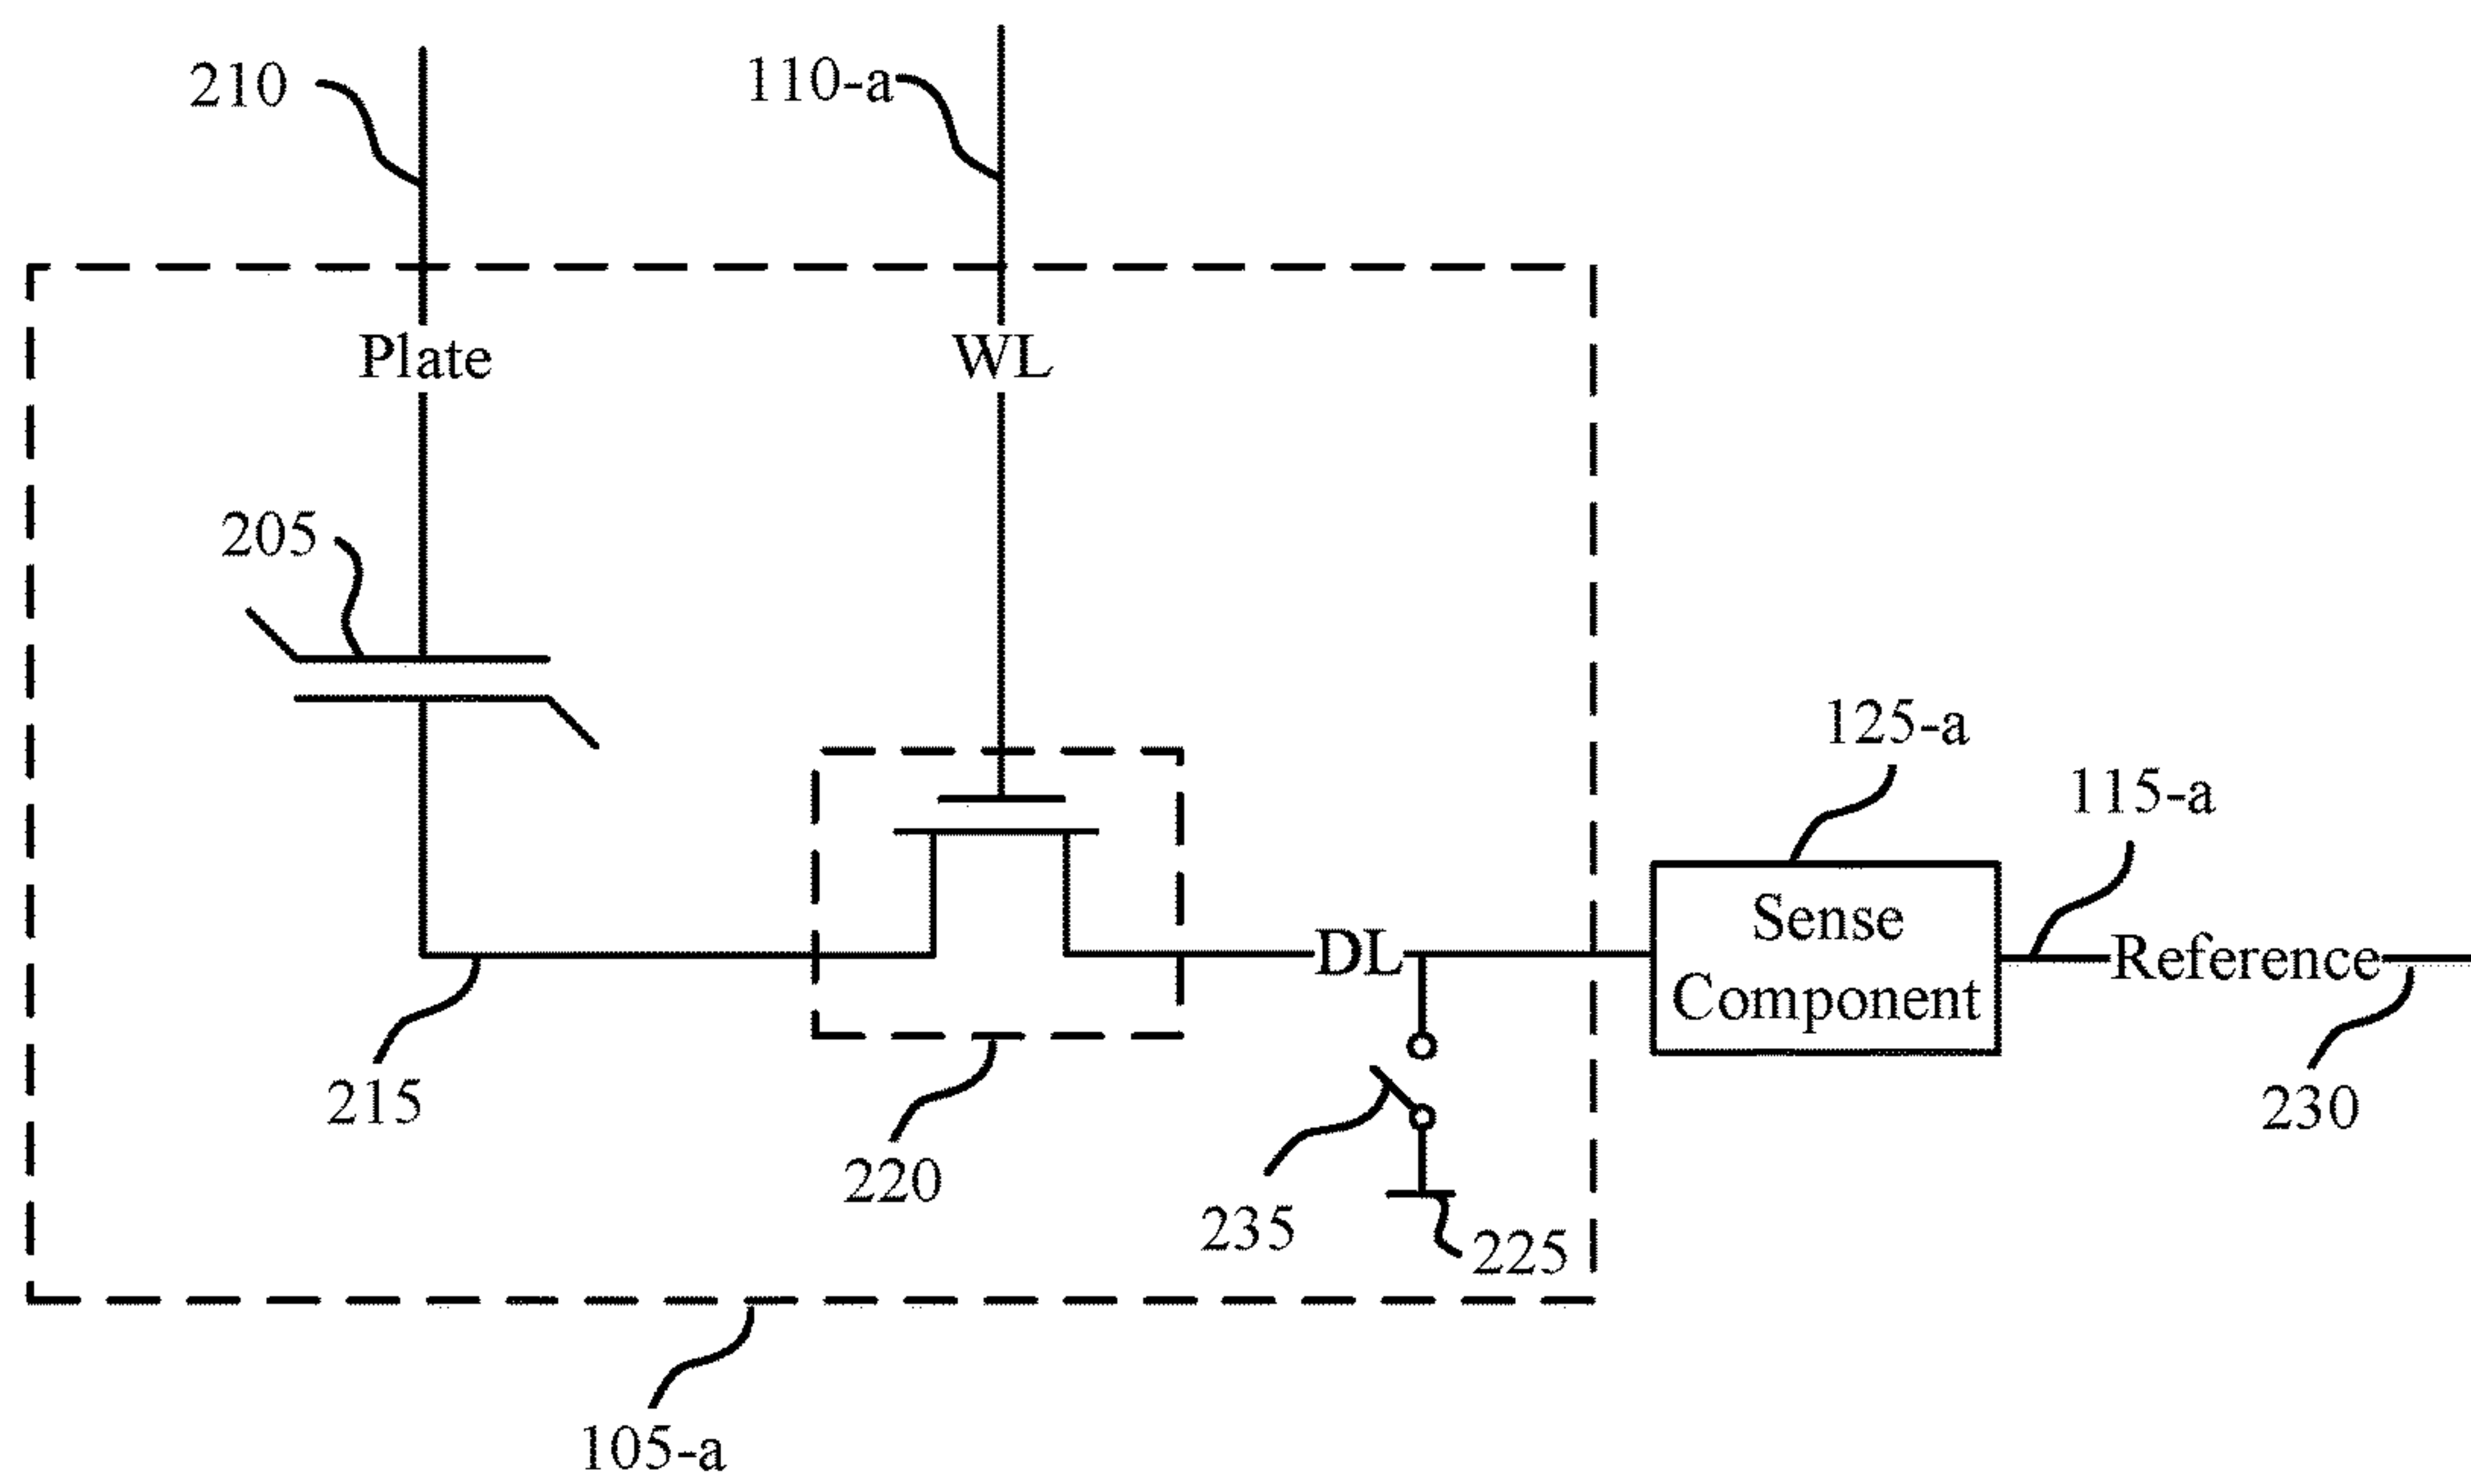 210
110-a
Plate
WL
205
125-a
115-a
Sense
Component
DL
Reference
215
220
235
225
230
105-a